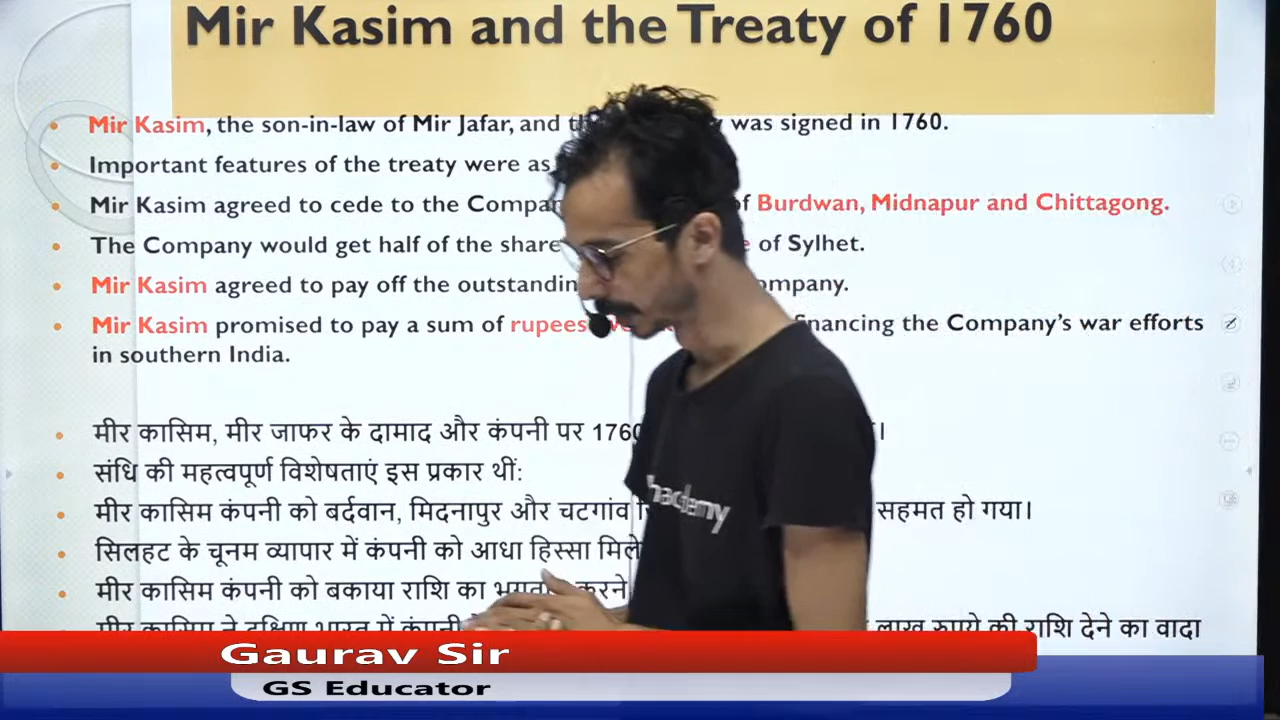 Mir Kasim and the Treaty of 1760
Mir Kasim, the son-in-law of Mir Jafar, and was signed in 1760.
Important features of the treaty were as
Mir Kasim agreed to cede to the of Burdwan, Midnapur and Chittagong.
The Company would get half of the share of Sylhet.
Mir Kasim agreed to pay off the
Mir Kasim promised to pay a sum of rupees financing the Company's war efforts
in southern India.
मीर कासिम, मीर जाफर के दामाद और कंपनी पर 1760
संधि की महत्वपूर्ण विशेषताएं इस प्रकार थीं:
मीर कासिम कंपनी को बर्दवान, मिदनापुर और चटगांव सहमत हो गया।
सिलहट के चूनम व्यापार में कंपनी को आधा हिस्सा
मीर कासिम कंपनी को बकाया राशि का करने
मीर कासिम ने दक्षिण भारत में कंपनी लाख रुपये की राशि देने का वादा
Gaurav Sir
GS Educator